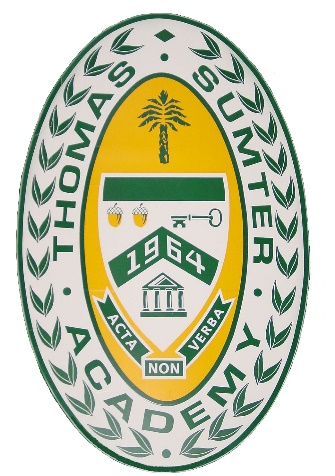 THOMAS SUMTER
ACADEMY
1964
ACTA NON VERBA